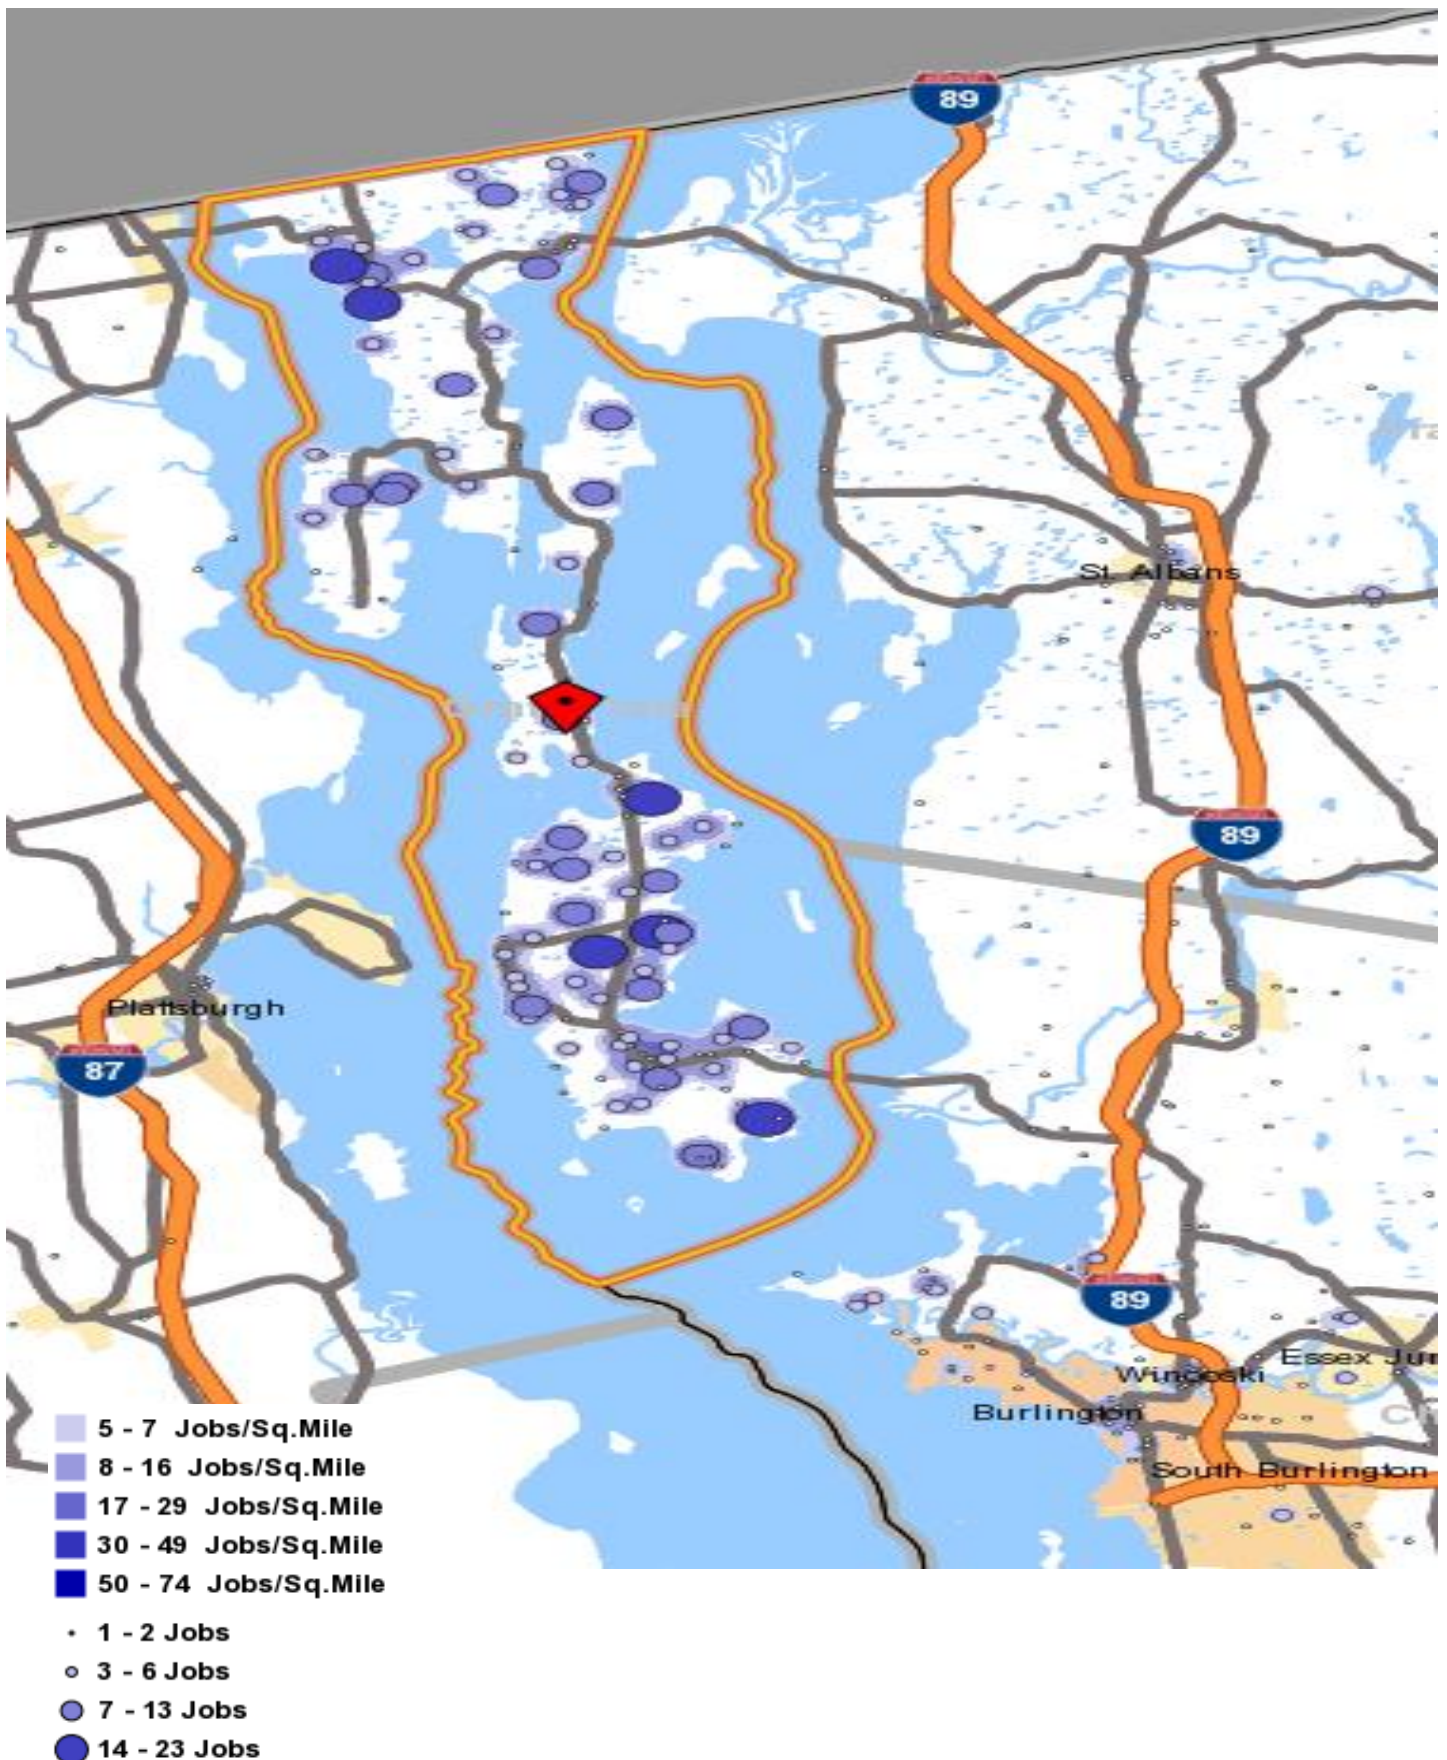 89
St. Albans
89
Plattsburgh
87
89
Essex Jun
Winooski
Burlington
South Burlington
5 - 7 Jobs/Sq.Mile
8 - 16 Jobs/Sq.Mile
17 - 29 Jobs/Sq.Mile
30 - 49 Jobs/Sq.Mile
50 - 74 Jobs/Sq.Mile
1 - 2 Jobs
3 - 6 Jobs
7 - 13 Jobs
14 - 23 Jobs